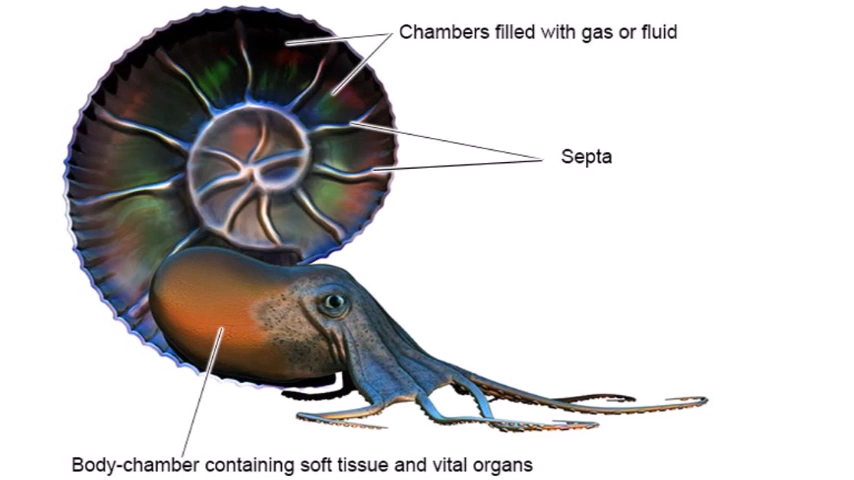 Chambers filled with gas or fluid
Septa
Body-chamber containing soft tissue and vital organs